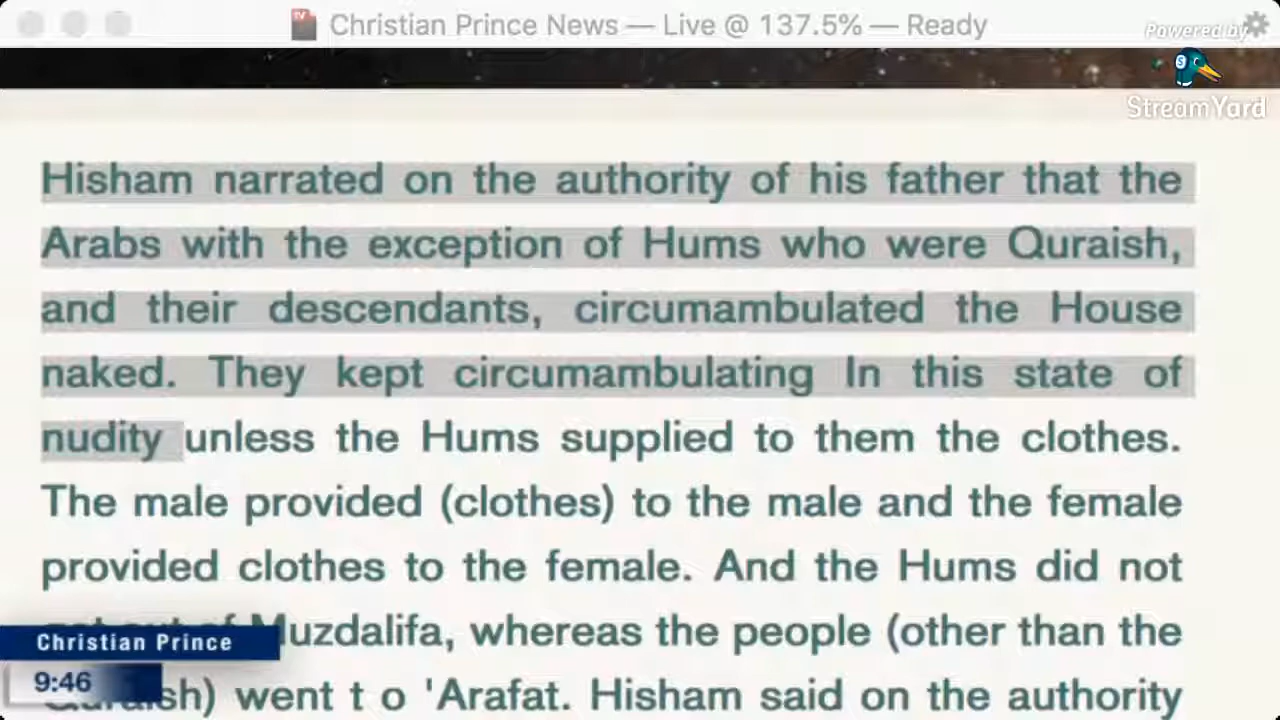 Christian Prince News — Live @ 137.5% — Ready
Powered by
StreamYard
Hisham narrated on the authority of his father that the
Arabs with the exception of Hums who were Quraish,
and their descendants, circumambulated the House
naked. They kept circumambulating In this state of
nudity unless the Hums supplied to them the clothes.
The male provided (clothes) to the male and the female
provided clothes to the female. And the Hums did not
Muzdalifa, whereas the people (other than the
went t o 'Arafat. Hisham said on the authority
Christian Prince
9:46